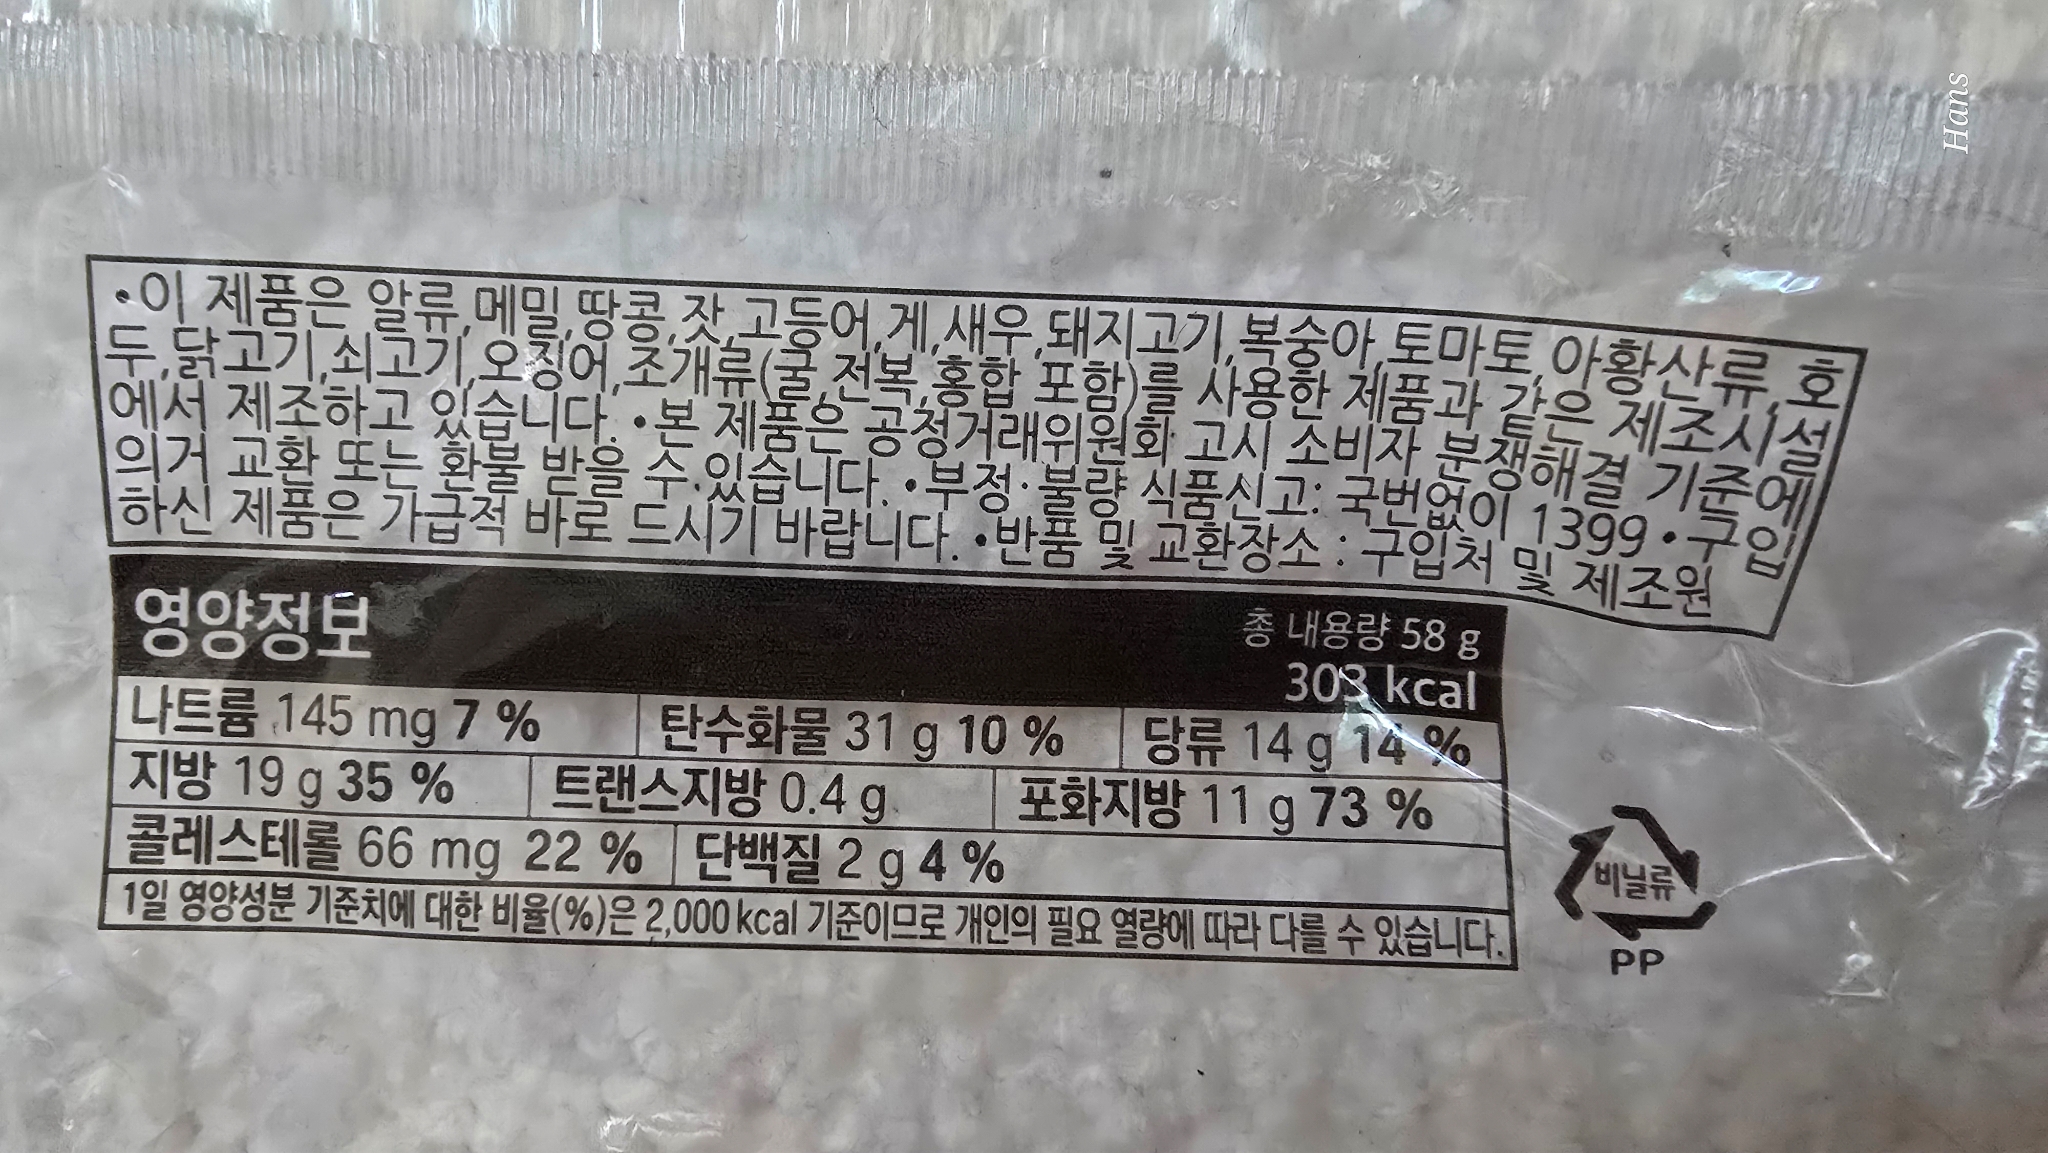 Hans
•이 제품은 알류,메밀,땅콩,잣,고등어,게,새우,돼지고기,복숭아,토마토,아황산류,호
두,닭고기,쇠고기,오징어,조개류(굴,전복,홍합 포함)를 사용한 제품과 같은 제조시설
에서 제조하고 있습니다. •본 제품은 공정거래위원회 고시 소비자 분쟁해결 기준에
의거 교환 또는 환불 받을 수 있습니다. •부정·불량 식품신고: 국번없이 1399 •구입
하신 제품은 가급적 바로 드시기 바랍니다. •반품 및 교환장소 : 구입처 및 제조원
영양정보
총 내용량 58 g
303 kcal
나트륨 145 mg 7 % 탄수화물 31 g 10 % 당류 14 g 14 %
지방 19 g 35 % 트랜스지방 0.4 g 포화지방 11 g 73 %
콜레스테롤 66 mg 22 % 단백질 2 g 4 %
1일 영양성분 기준치에 대한 비율(%)은 2,000 kcal 기준이므로 개인의 필요 열량에 따라 다를 수 있습니다.
비닐류
PP